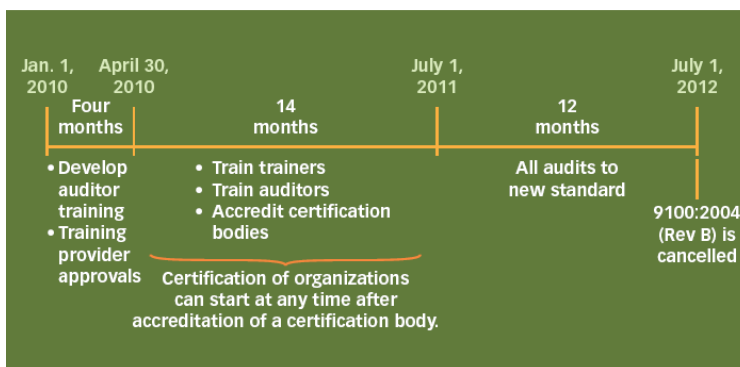 Jan. 1,
2010
April 30,
2010
July 1,
2011
July 1,
2012
Four
months
14
months
12
months
• Develop
auditor
training
• Training
provider
approvals
• Train trainers
• Train auditors
• Accredit certification
bodies
Certification of organizations
can start at any time after
accreditation of a certification body.
All audits to
new standard
9100:2004
(Rev B) is
cancelled